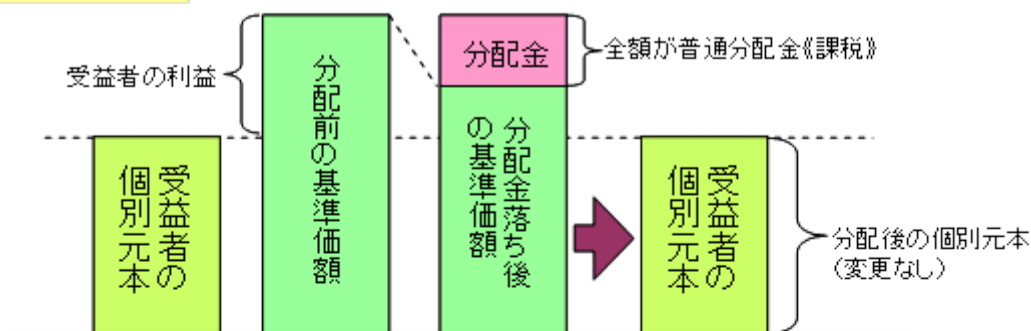 受益者の利益
受益者の
個別元本
分配前の基準価額
分配金
全額が普通分配金《課税》
分配金落ち後
の基準価額
受益者の
個別元本
分配後の個別元本
(変更なし)